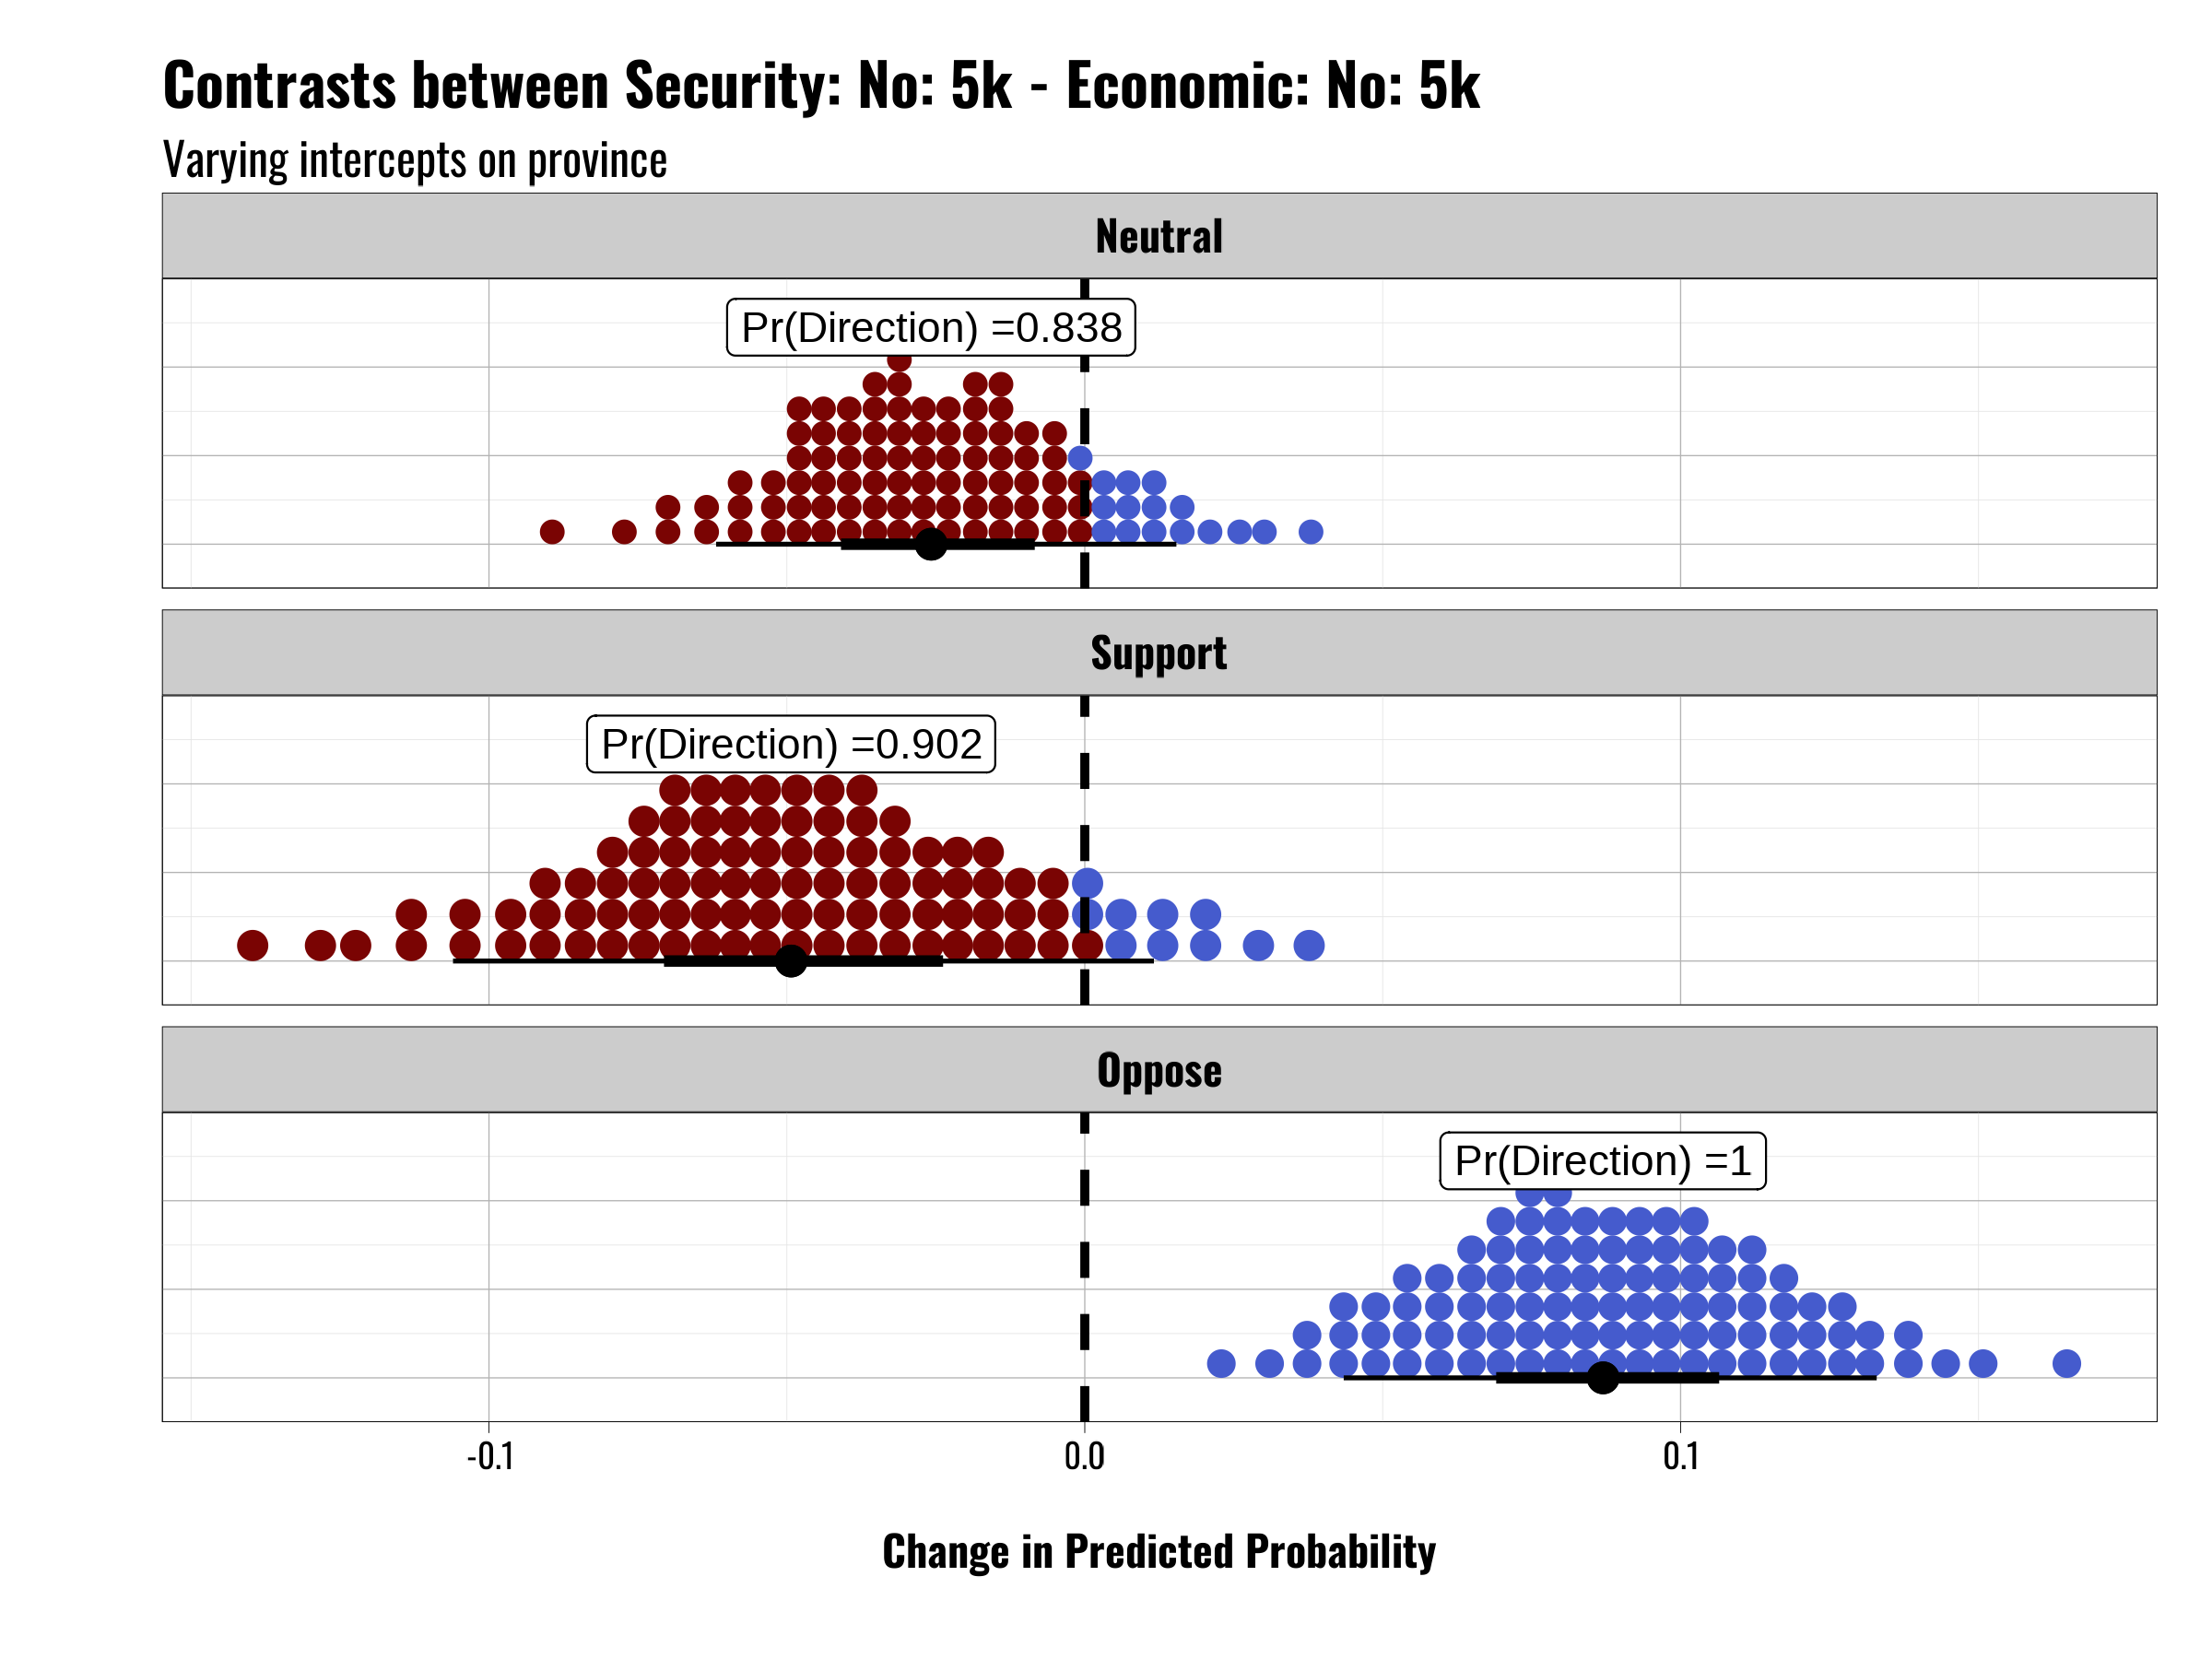 Contrasts between Security: No: 5k - Economic: No: 5k
Varying intercepts on province
Neutral
Pr(Direction) =0.838
Support
Pr(Direction) =0.902
Oppose
Pr(Direction) =1
-0.1 0.0 0.1
Change in Predicted Probability